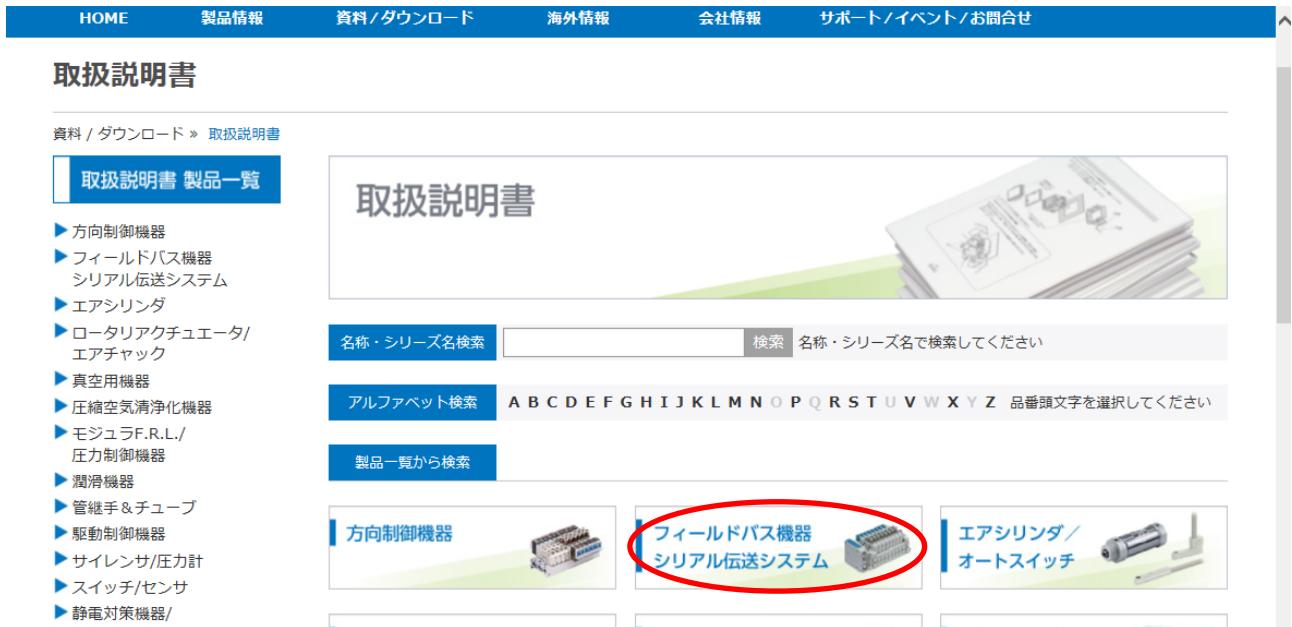 HOME 製品情報 資料/ダウンロード 海外情報 会社情報 サポート/イベント/お問合せ
取扱説明書
資料 / ダウンロード » 取扱説明書
取扱説明書 製品一覧
方向制御機器
フィールドバス機器
シリアル伝送システム
エアシリンダ
ロータリアクチュエータ/
エアチャック
真空用機器
圧縮空気清浄化機器
モジュラF.R.L./
圧力制御機器
潤滑機器
管継手＆チューブ
駆動制御機器
サイレンサ/圧力計
スイッチ/センサ
静電対策機器/
取扱説明書
名称・シリーズ名検索 検索 名称・シリーズ名で検索してください
アルファベット検索 A B C D E F G H I J K L M N O P Q R S T U V W X Y Z 品番頭文字を選択してください
製品一覧から検索
方向制御機器
フィールドバス機器
シリアル伝送システム
エアシリンダ／
オートスイッチ